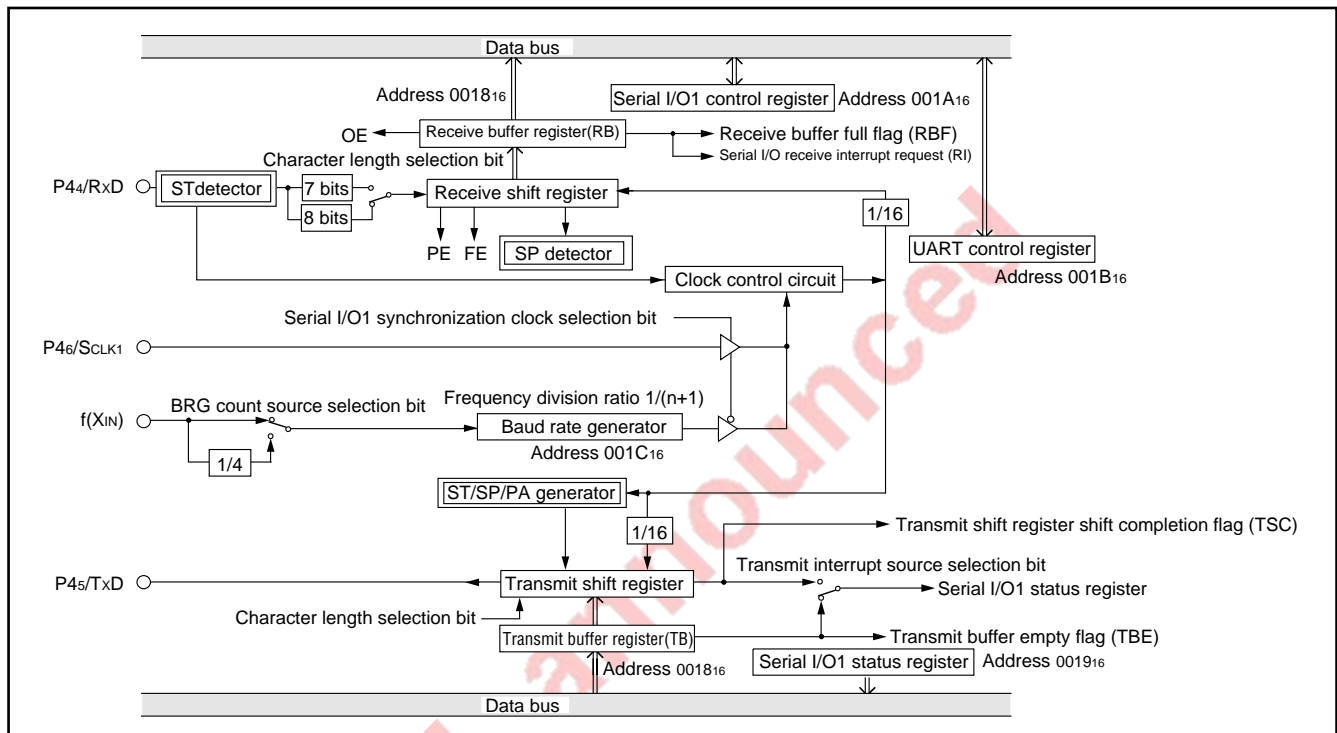 Data bus
Address 0018₁₆
Serial I/O1 control register Address 001A₁₆
OE
Receive buffer register(RB)
Receive buffer full flag (RBF)
Serial I/O receive interrupt request (RI)
Character length selection bit
P4₄/RXD
STdetector
7 bits
8 bits
Receive shift register
1/16
PE FE
SP detector
UART control register
Address 001B₁₆
Clock control circuit
Serial I/O1 synchronization clock selection bit
P4₆/SCLK1
f(XIN)
BRG count source selection bit
Frequency division ratio 1/(n+1)
Baud rate generator
Address 001C₁₆
1/4
ST/SP/PA generator
1/16
Transmit shift register shift completion flag (TSC)
Transmit interrupt source selection bit
P4₅/TXD
Transmit shift register
Serial I/O1 status register
Character length selection bit
Transmit buffer register(TB)
Transmit buffer empty flag (TBE)
Address 0018₁₆
Serial I/O1 status register Address 0019₁₆
Data bus
announced